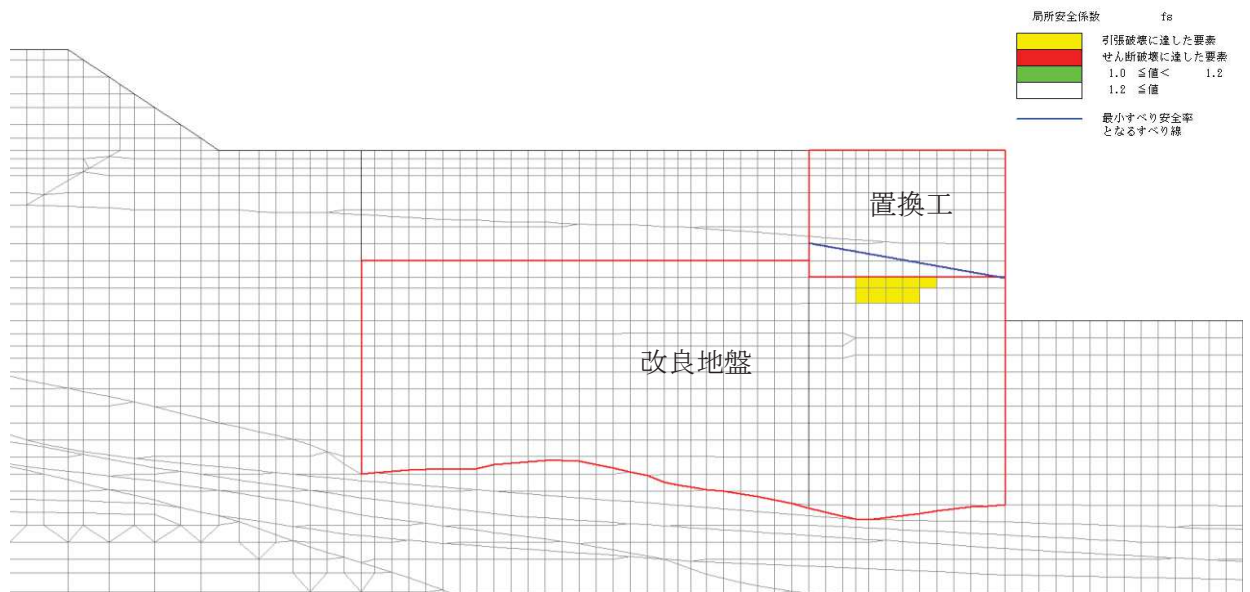 局所安全係数 fs
引張破壊に達した要素
せん断破壊に達した要素
1.0 ≦値< 1.2
1.2 ≦値
最小すべり安全率
となるすべり線
置換工
改良地盤